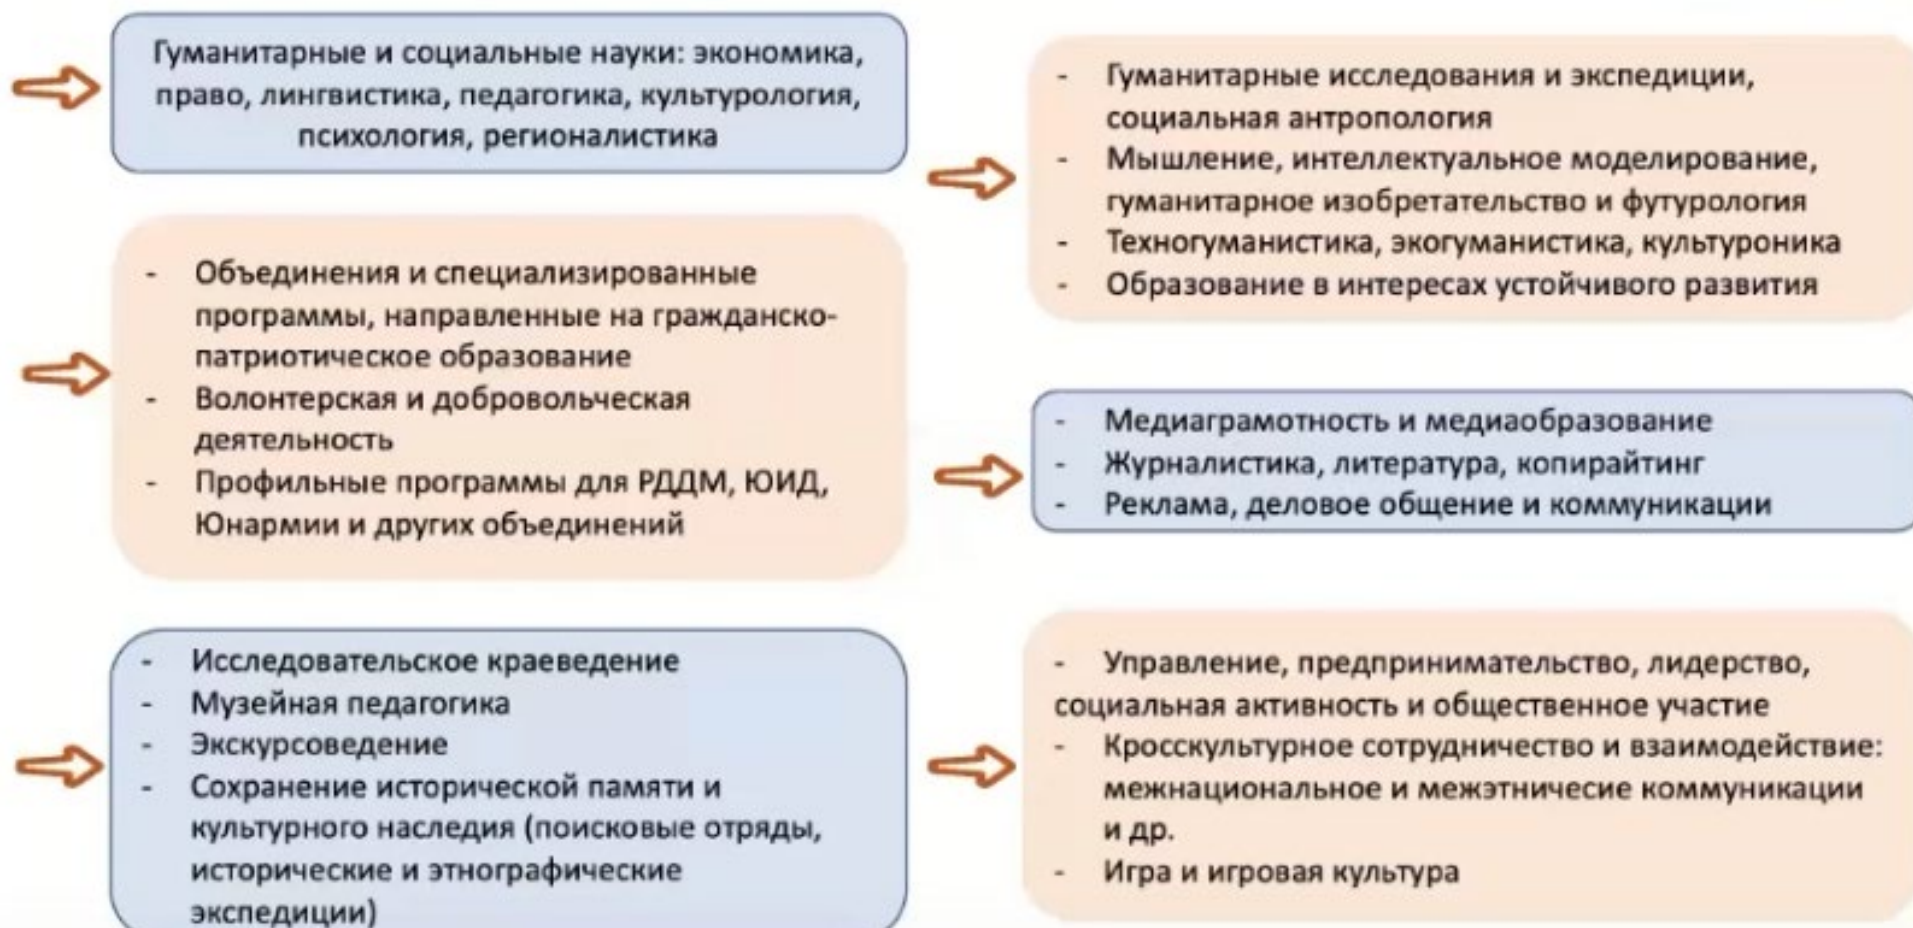 Гуманитарные и социальные науки: экономика,
право, лингвистика, педагогика, культурология,
психология, регионалистика
- Объединения и специализированные
программы, направленные на гражданско-
патриотическое образование
- Волонтерская и добровольческая
деятельность
- Профильные программы для РДДМ, ЮИД,
Юнармии и других объединений
- Исследовательское краеведение
- Музейная педагогика
- Экскурсоведение
- Сохранение исторической памяти и
культурного наследия (поисковые отряды,
исторические и этнографические
экспедиции)
- Гуманитарные исследования и экспедиции,
социальная антропология
- Мышление, интеллектуальное моделирование,
гуманитарное изобретательство и футурология
- Техногуманистика, экогуманистика, культуроника
- Образование в интересах устойчивого развития
- Медиаграмотность и медиаобразование
- Журналистика, литература, копирайтинг
- Реклама, деловое общение и коммуникации
- Управление, предпринимательство, лидерство,
социальная активность и общественное участие
- Кросскультурное сотрудничество и взаимодействие:
межнациональное и межэтничесие коммуникации
и др.
- Игра и игровая культура